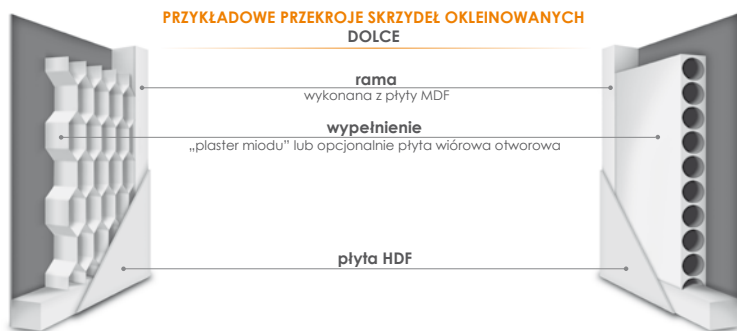 PRZYKŁADOWE PRZEKROJE SKRZYDEŁ OKLEINOWANYCH
DOLCE
rama
wykonana z płyty MDF
wypełnienie
„plaster miodu” lub opcjonalnie płyta wiórowa otworowa
płyta HDF